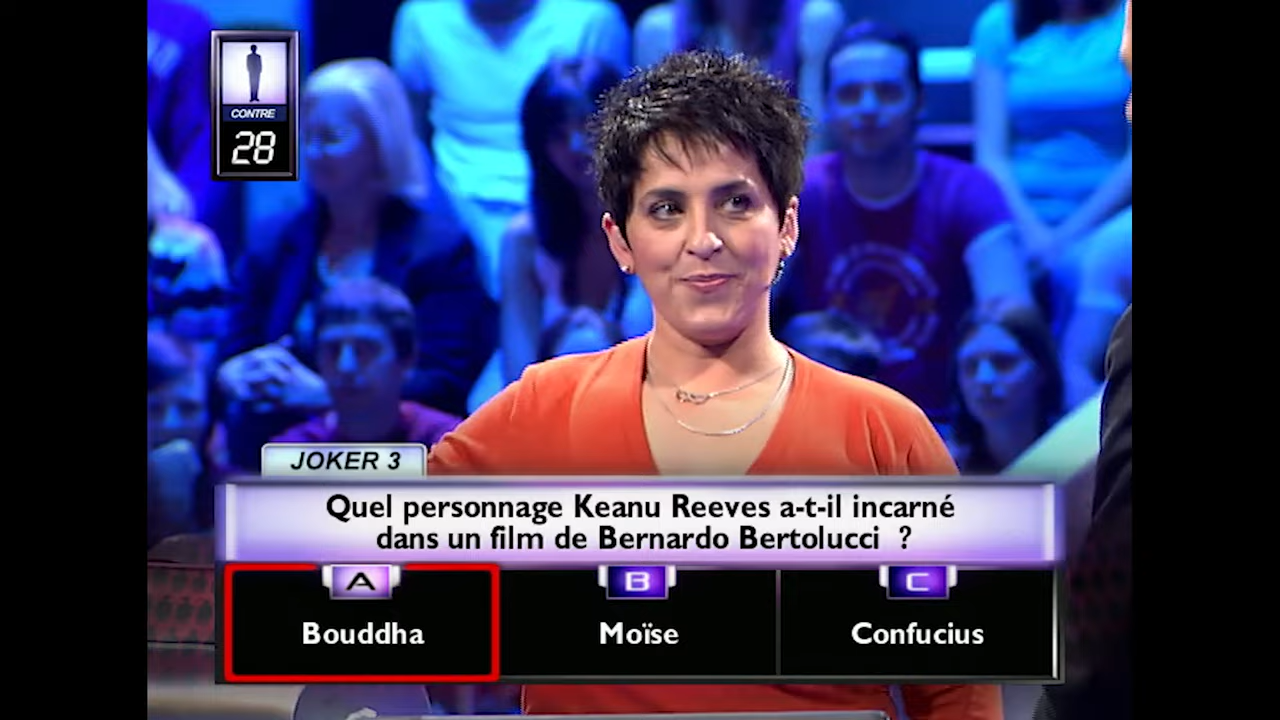 CONTRE
28
JOKER 3
Quel personnage Keanu Reeves a-t-il incarné
dans un film de Bernardo Bertolucci ?
A
B
C
Bouddha
Moïse
Confucius